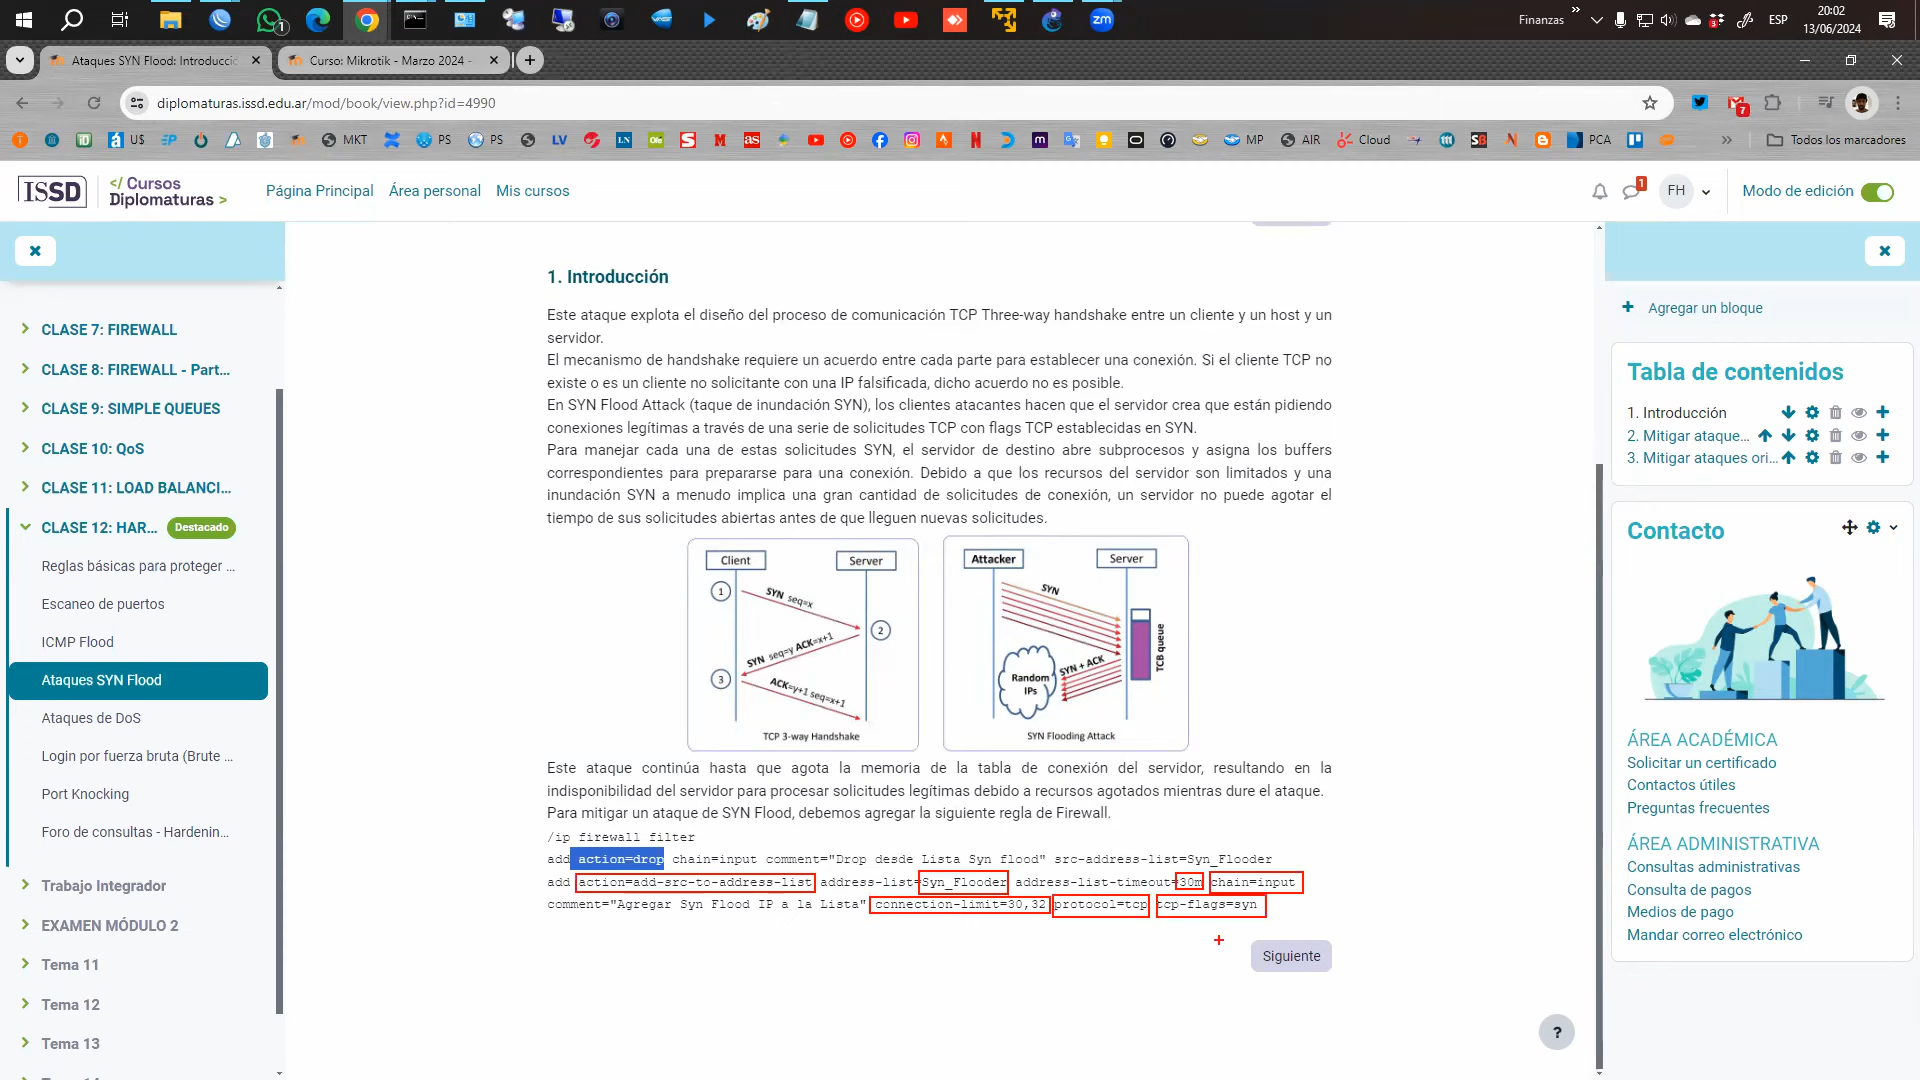 Finanzas
ESP
20:02
13/06/2024
Ataques SYN Flood: Introducció
Curso: Mikrotik - Marzo 2024 -
diplomaturas.issd.edu.ar/mod/book/view.php?id=4990
U$
MKT
PS
PS
LV
MP
AIR
Cloud
PCA
Todos los marcadores
ISSD
</ Cursos
Diplomaturas >
Página Principal
Área personal
Mis cursos
1
FH
Modo de edición
CLASE 7: FIREWALL
CLASE 8: FIREWALL - Part...
CLASE 9: SIMPLE QUEUES
CLASE 10: QoS
CLASE 11: LOAD BALANCI...
CLASE 12: HAR...
Destacado
Reglas básicas para proteger ...
Escaneo de puertos
ICMP Flood
Ataques SYN Flood
Ataques de DoS
Login por fuerza bruta (Brute ...
Port Knocking
Foro de consultas - Hardenin...
Trabajo Integrador
EXAMEN MÓDULO 2
Tema 11
Tema 12
Tema 13
1. Introducción
Este ataque explota el diseño del proceso de comunicación TCP Three-way handshake entre un cliente y un host y un
servidor.
El mecanismo de handshake requiere un acuerdo entre cada parte para establecer una conexión. Si el cliente TCP no
existe o es un cliente no solicitante con una IP falsificada, dicho acuerdo no es posible.
En SYN Flood Attack (taque de inundación SYN), los clientes atacantes hacen que el servidor crea que están pidiendo
conexiones legítimas a través de una serie de solicitudes TCP con flags TCP establecidas en SYN.
Para manejar cada una de estas solicitudes SYN, el servidor de destino abre subprocesos y asigna los buffers
correspondientes para prepararse para una conexión. Debido a que los recursos del servidor son limitados y una
inundación SYN a menudo implica una gran cantidad de solicitudes de conexión, un servidor no puede agotar el
tiempo de sus solicitudes abiertas antes de que lleguen nuevas solicitudes.
Client
Server
1
SYN seq=x
2
SYN seq=y ACK=x+1
3
ACK=y+1 seq=x+1
TCP 3-way Handshake
Attacker
Server
SYN
TCB queue
SYN + ACK
Random
IPs
SYN Flooding Attack
Este ataque continúa hasta que agota la memoria de la tabla de conexión del servidor, resultando en la
indisponibilidad del servidor para procesar solicitudes legítimas debido a recursos agotados mientras dure el ataque.
Para mitigar un ataque de SYN Flood, debemos agregar la siguiente regla de Firewall.
/ip firewall filter
add action=drop chain=input comment="Drop desde Lista Syn flood" src-address-list=Syn_Flooder
add action=add-src-to-address-list address-list=Syn_Flooder address-list-timeout=30m chain=input
comment="Agregar Syn Flood IP a la Lista" connection-limit=30,32 protocol=tcp tcp-flags=syn
Siguiente
?
Agregar un bloque
Tabla de contenidos
1. Introducción
2. Mitigar ataque...
3. Mitigar ataques ori...
Contacto
ÁREA ACADÉMICA
Solicitar un certificado
Contactos útiles
Preguntas frecuentes
ÁREA ADMINISTRATIVA
Consultas administrativas
Consulta de pagos
Medios de pago
Mandar correo electrónico